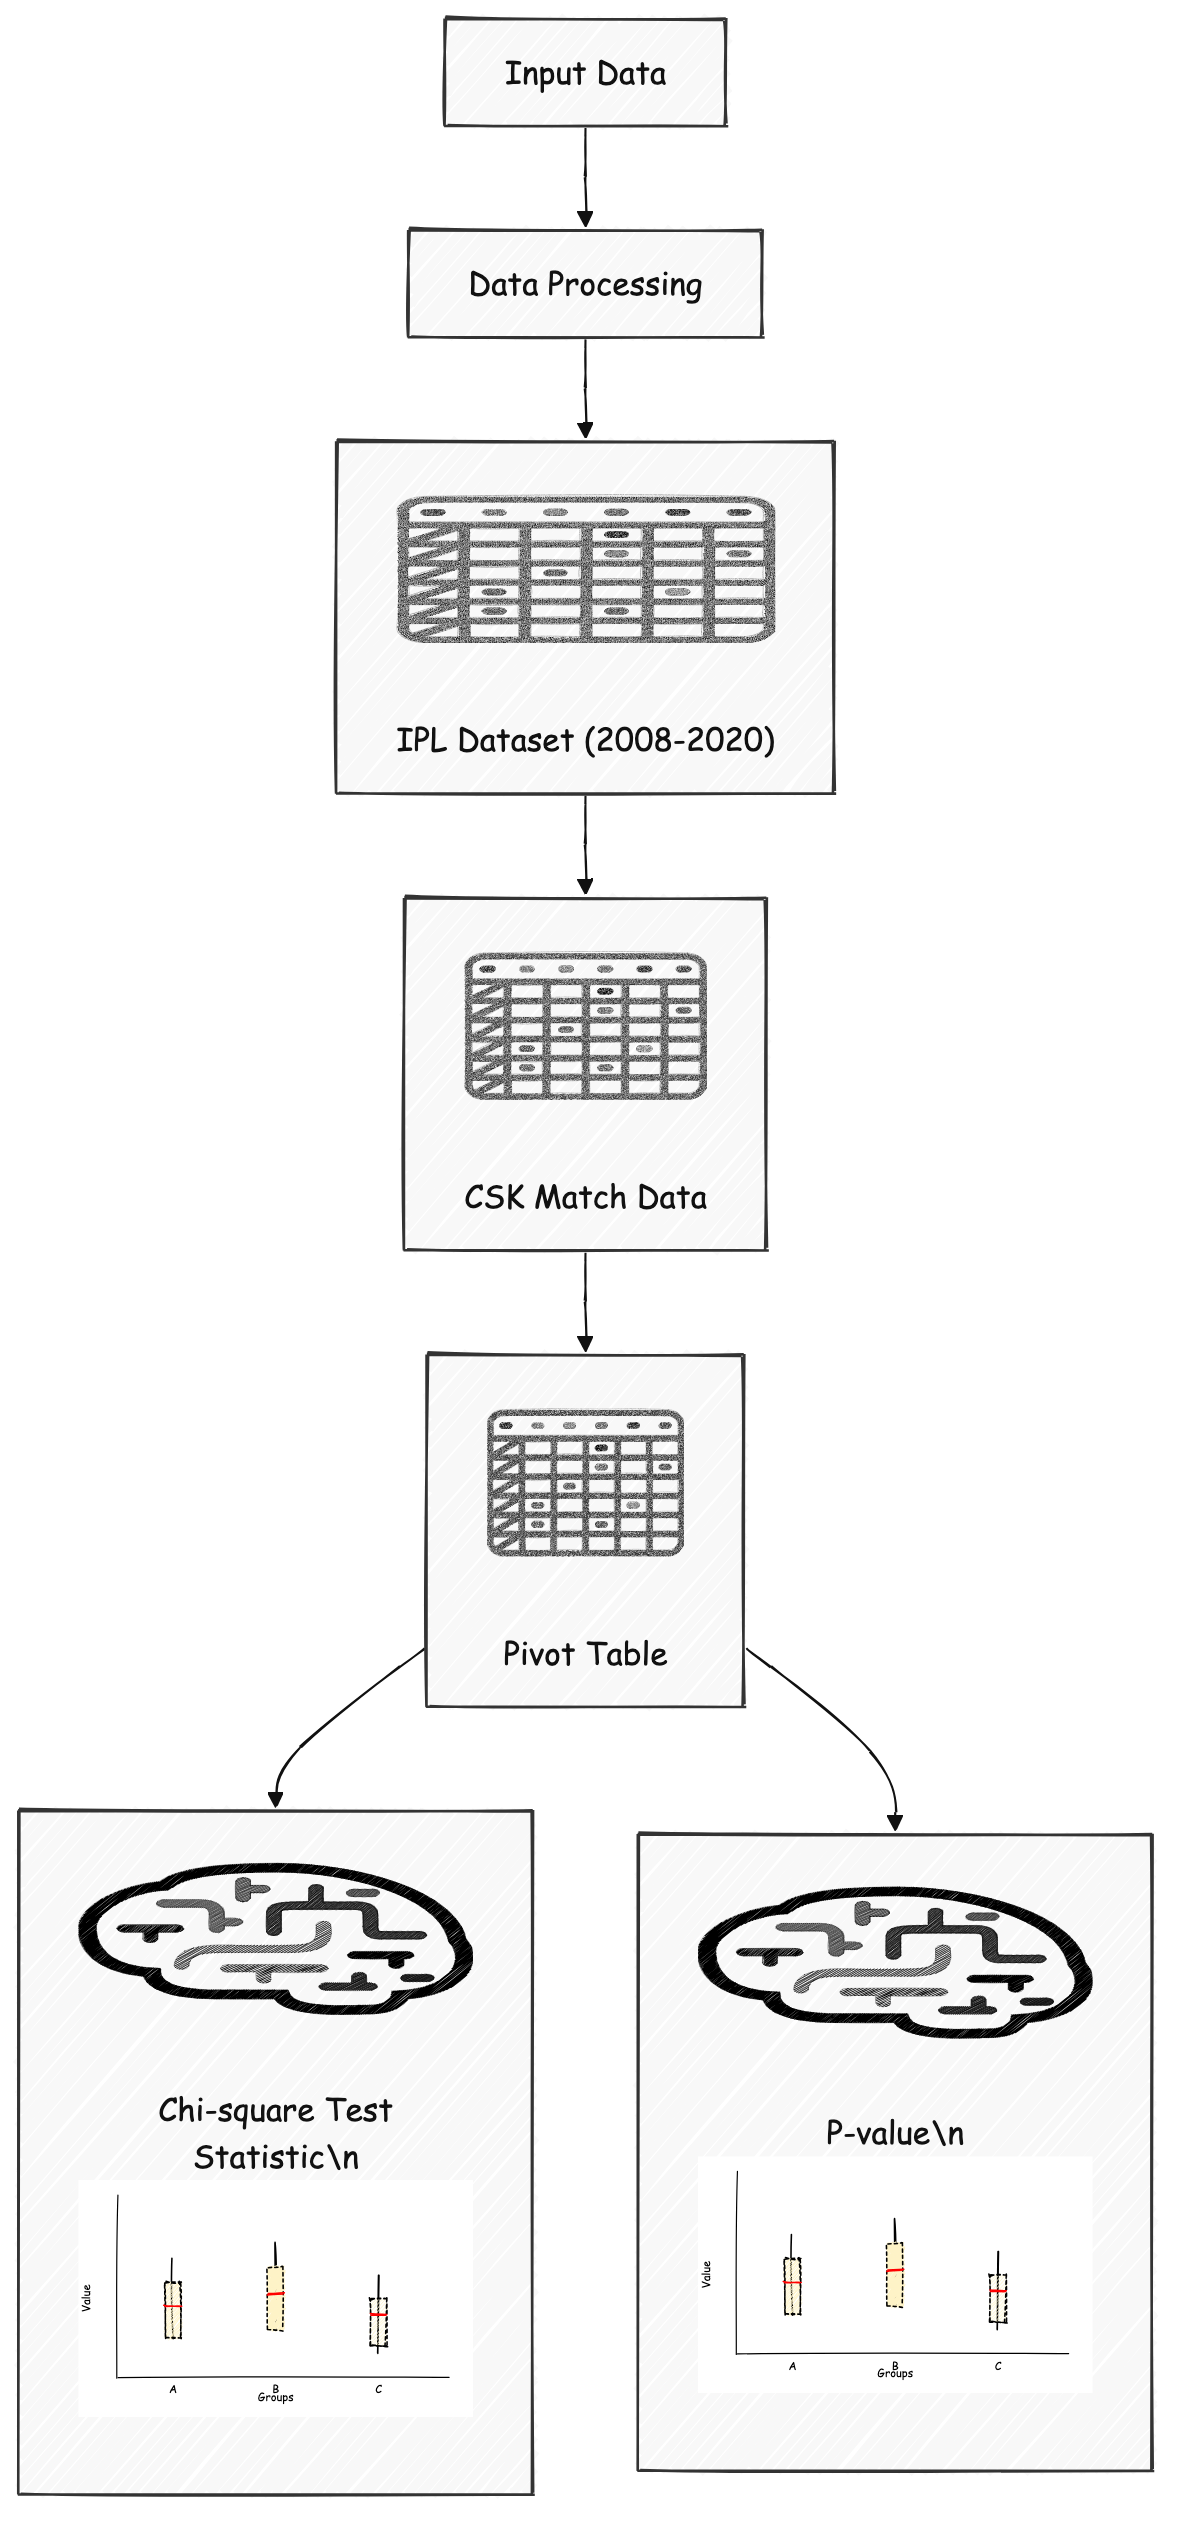 Input Data
Data Processing
IPL Dataset (2008-2020)
CSK Match Data
Pivot Table
Chi-square Test
Statistic\n
Value
A
B
C
Groups
P-value\n
Value
A
B
C
Groups